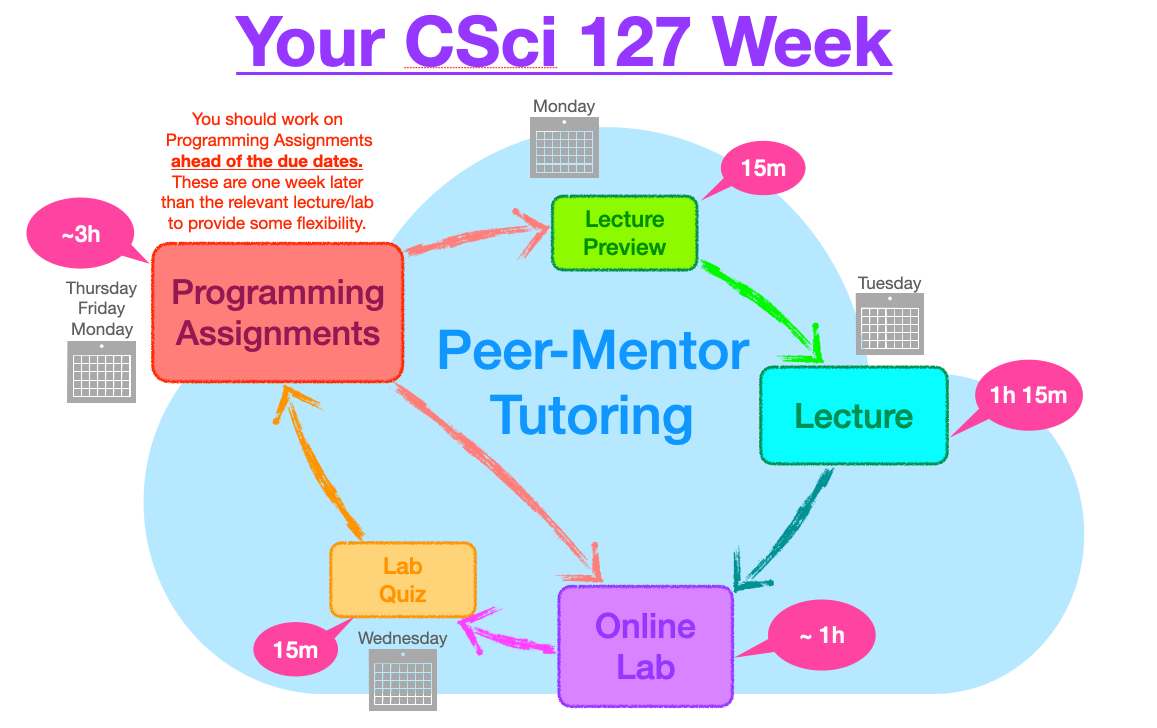 Your CSci 127 Week
You should work on
Programming Assignments
ahead of the due dates.
These are one week later
than the relevant lecture/lab
to provide some flexibility.
Monday
15m
Lecture
Preview
~3h
Programming
Assignments
Thursday
Friday
Monday
Peer-Mentor
Tutoring
Tuesday
Lecture
1h 15m
Lab
Quiz
15m
Wednesday
Online
Lab
~ 1h